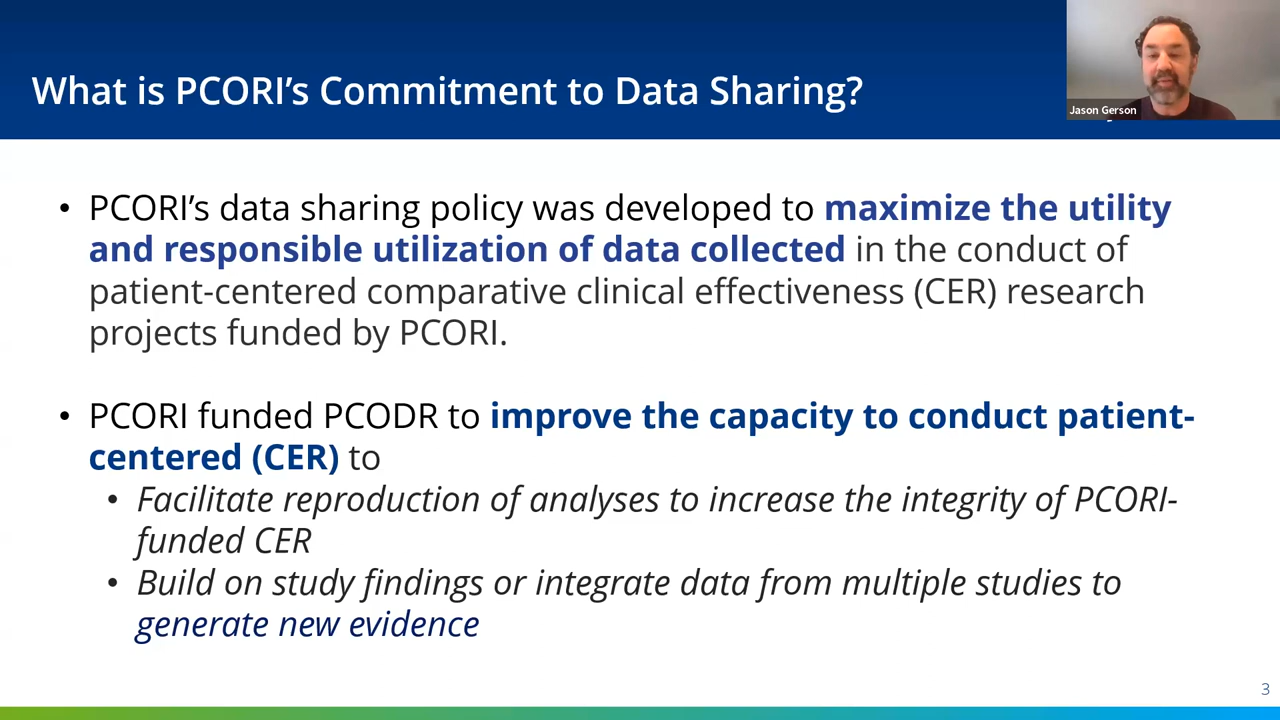 What is PCORI's Commitment to Data Sharing?
Jason Gerson
• PCORI's data sharing policy was developed to maximize the utility
and responsible utilization of data collected in the conduct of
patient-centered comparative clinical effectiveness (CER) research
projects funded by PCORI.
• PCORI funded PCODR to improve the capacity to conduct patient-
centered (CER) to
• Facilitate reproduction of analyses to increase the integrity of PCORI-
funded CER
• Build on study findings or integrate data from multiple studies to
generate new evidence
3